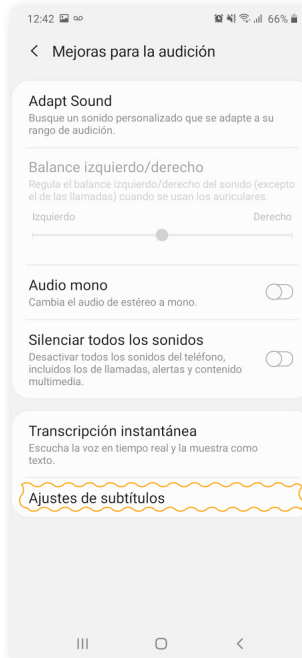 12:42
66%
Mejoras para la audición
Adapt Sound
Busque un sonido personalizado que se adapte a su
rango de audición.
Balance izquierdo/derecho
Regula el balance izquierdo/derecho del sonido (excepto
el de las llamadas) cuando se usan los auriculares.
Izquierdo Derecho
Audio mono
Cambia el audio de estéreo a mono.
Silenciar todos los sonidos
Desactivar todos los sonidos del teléfono,
incluidos los de llamadas, alertas y contenido
multimedia.
Transcripción instantánea
Escucha la voz en tiempo real y la muestra como
texto.
Ajustes de subtítulos